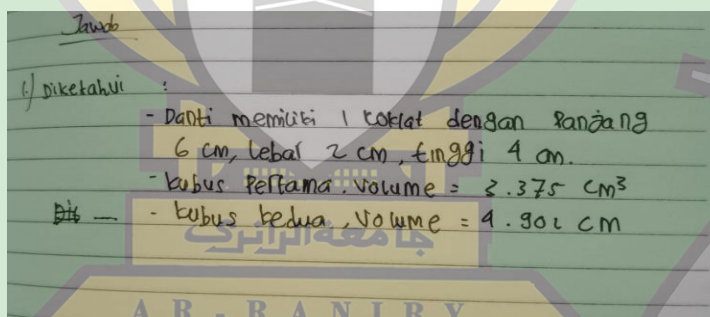 Jawab
1.) Diketahui :
- Danti memiliki 1 coklat dengan Panjang
6 cm, lebar 2 cm, tinggi 4 cm.
- kubus Pertama, volume = 3.375 cm³
- kubus kedua, volume = 4.901 cm
جامعة الرانري
AR-RANIRY